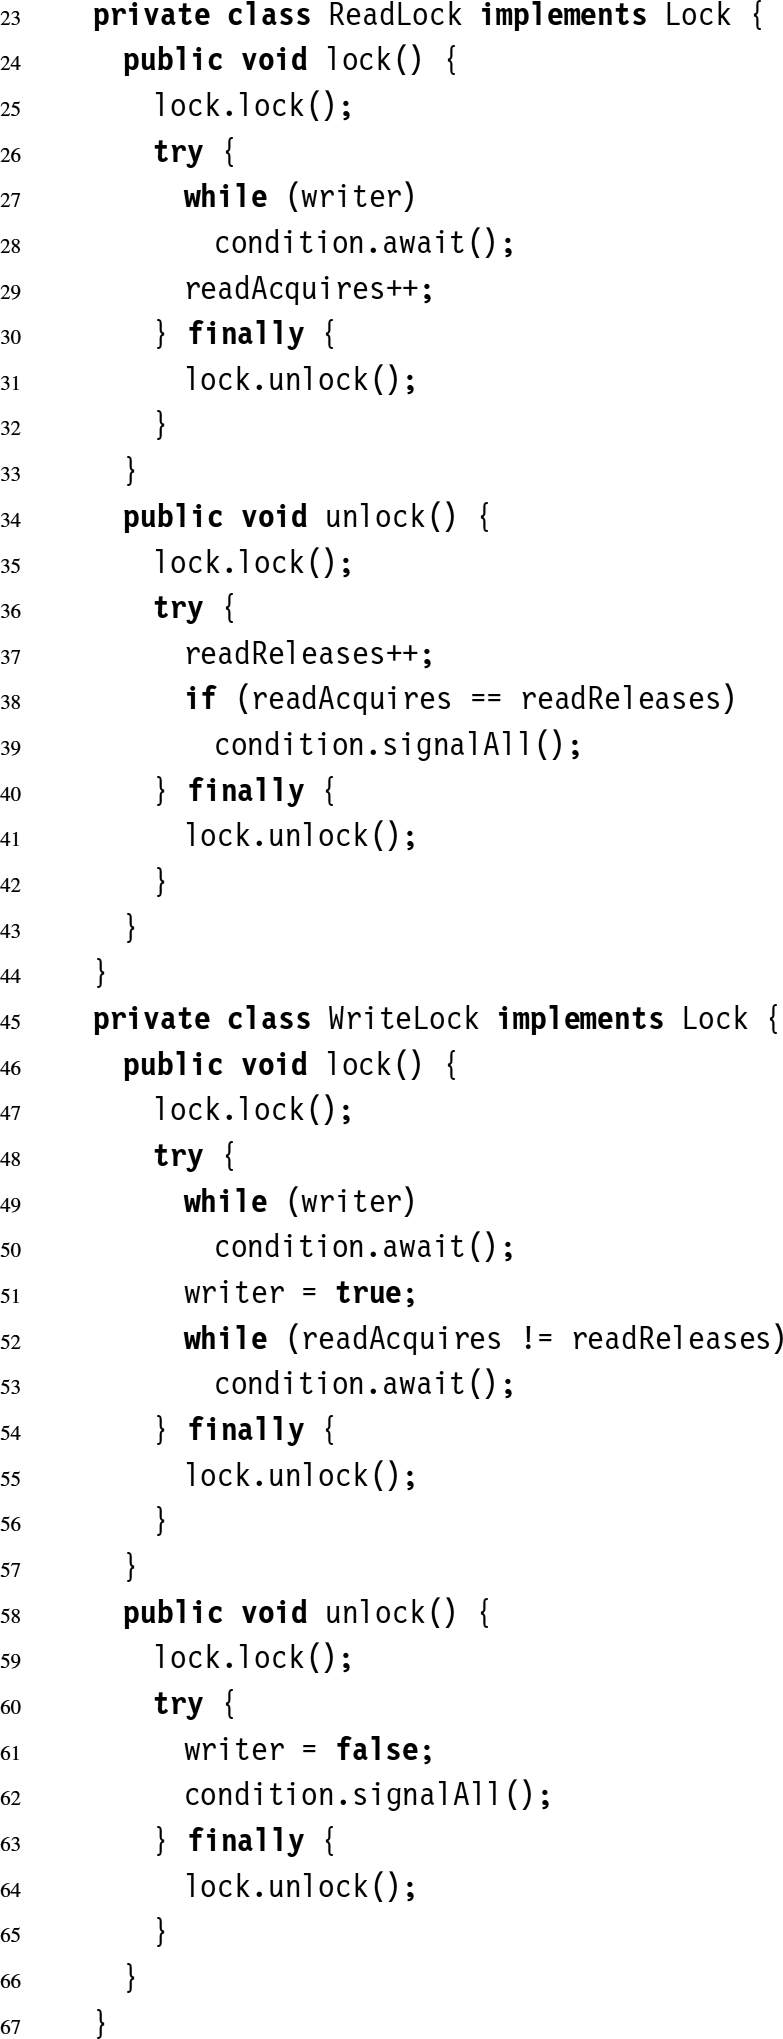 23 private class ReadLock implements Lock {
24 public void lock() {
25 lock.lock();
26 try {
27 while (writer)
28 condition.await();
29 readAcquires++;
30 } finally {
31 lock.unlock();
32 }
33 }
34 public void unlock() {
35 lock.lock();
36 try {
37 readReleases++;
38 if (readAcquires == readReleases)
39 condition.signalAll();
40 } finally {
41 lock.unlock();
42 }
43 }
44 }
45 private class WriteLock implements Lock {
46 public void lock() {
47 lock.lock();
48 try {
49 while (writer)
50 condition.await();
51 writer = true;
52 while (readAcquires != readReleases)
53 condition.await();
54 } finally {
55 lock.unlock();
56 }
57 }
58 public void unlock() {
59 lock.lock();
60 try {
61 writer = false;
62 condition.signalAll();
63 } finally {
64 lock.unlock();
65 }
66 }
67 }